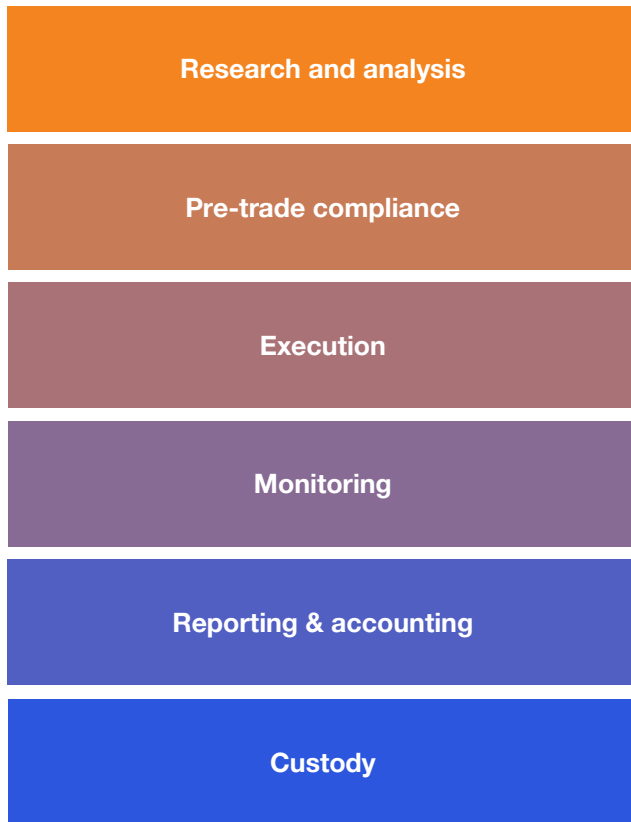 Research and analysis
Pre-trade compliance
Execution
Monitoring
Reporting & accounting
Custody